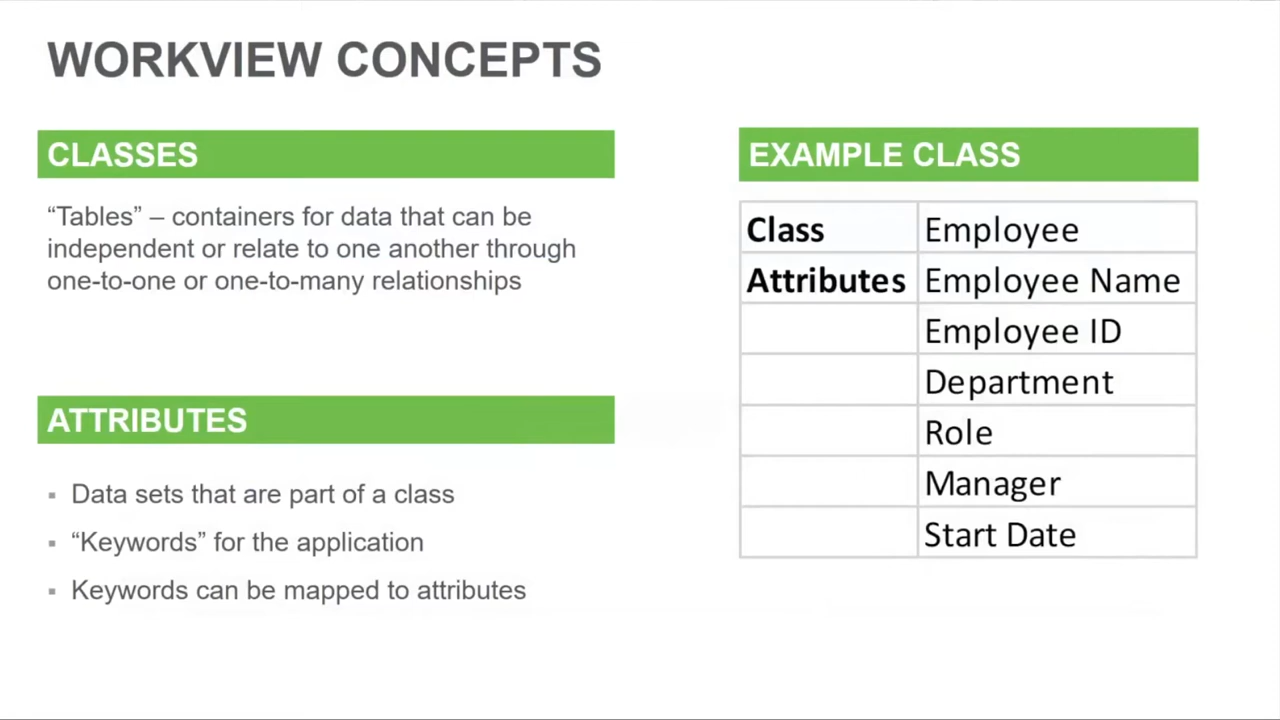 WORKVIEW CONCEPTS
CLASSES
“Tables” – containers for data that can be
independent or relate to one another through
one-to-one or one-to-many relationships
ATTRIBUTES
▪ Data sets that are part of a class
▪ “Keywords” for the application
▪ Keywords can be mapped to attributes
EXAMPLE CLASS
Class Employee
Attributes Employee Name
Employee ID
Department
Role
Manager
Start Date